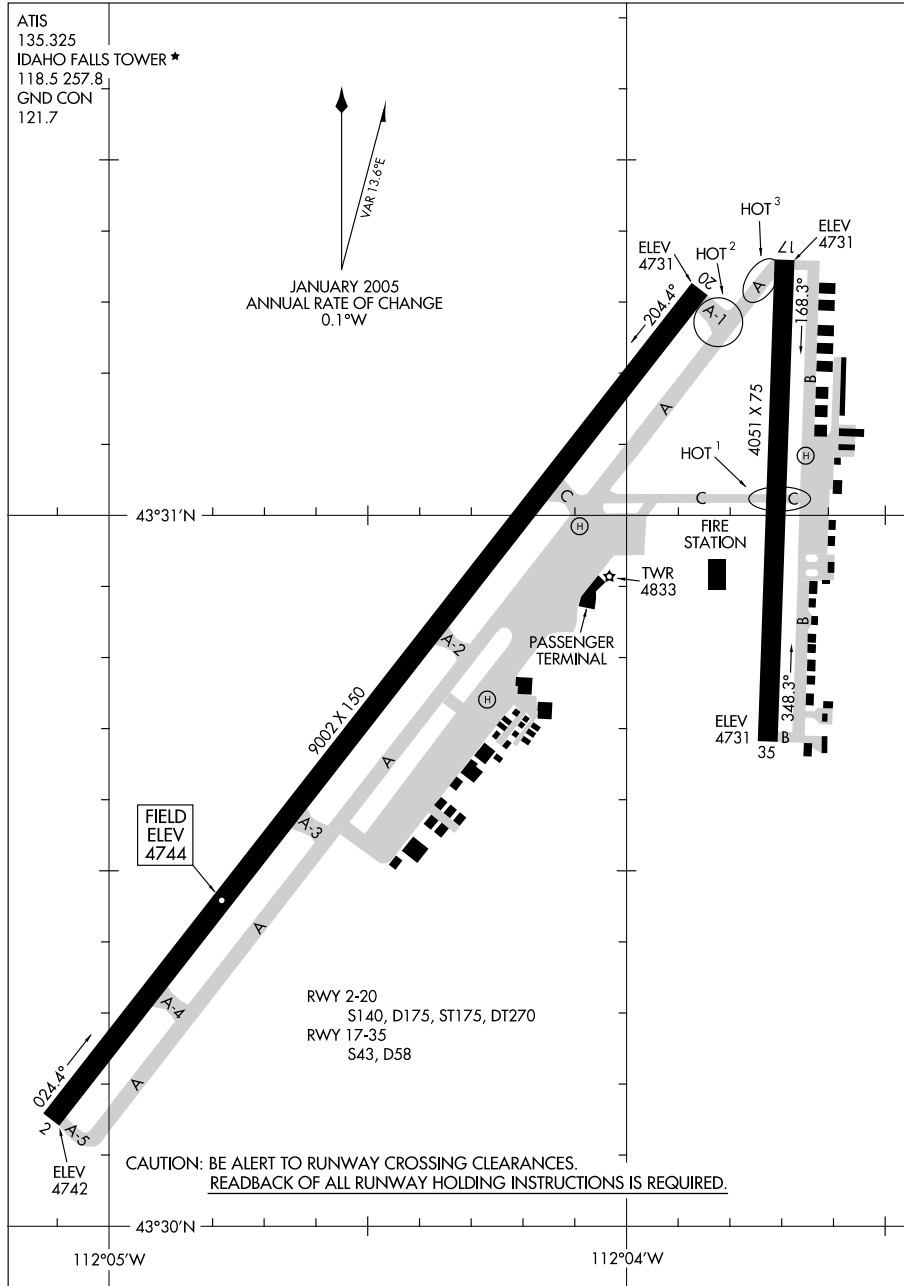 ATIS
135.325
IDAHO FALLS TOWER ★
118.5 257.8
GND CON
121.7
VAR 13.6°E
JANUARY 2005
ANNUAL RATE OF CHANGE
0.1°W
HOT 3
HOT 2
ELEV
4731
17
ELEV
4731
20
A
A-1
204.4°
168.3°
A
B
4051 X 75
HOT 1
H
C
C
C
43°31'N
H
FIRE
STATION
TWR
4833
PASSENGER
TERMINAL
A-2
B
H
348.3°
9002 X 150
ELEV
4731
35
B
A
FIELD
ELEV
4744
A-3
A
RWY 2-20
S140, D175, ST175, DT270
RWY 17-35
S43, D58
A-4
024.4°
A
2
A-5
ELEV
4742
CAUTION: BE ALERT TO RUNWAY CROSSING CLEARANCES.
READBACK OF ALL RUNWAY HOLDING INSTRUCTIONS IS REQUIRED.
43°30'N
112°05'W
112°04'W